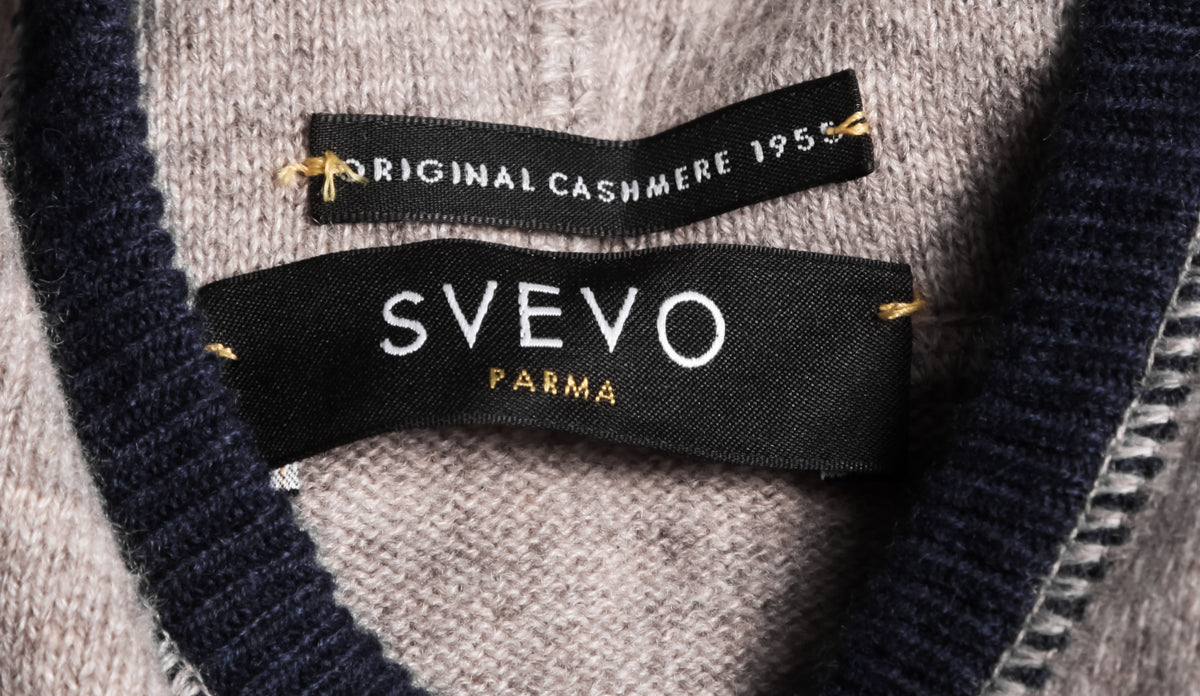 ORIGINAL CASHMERE 1955
SVEVO
PARMA